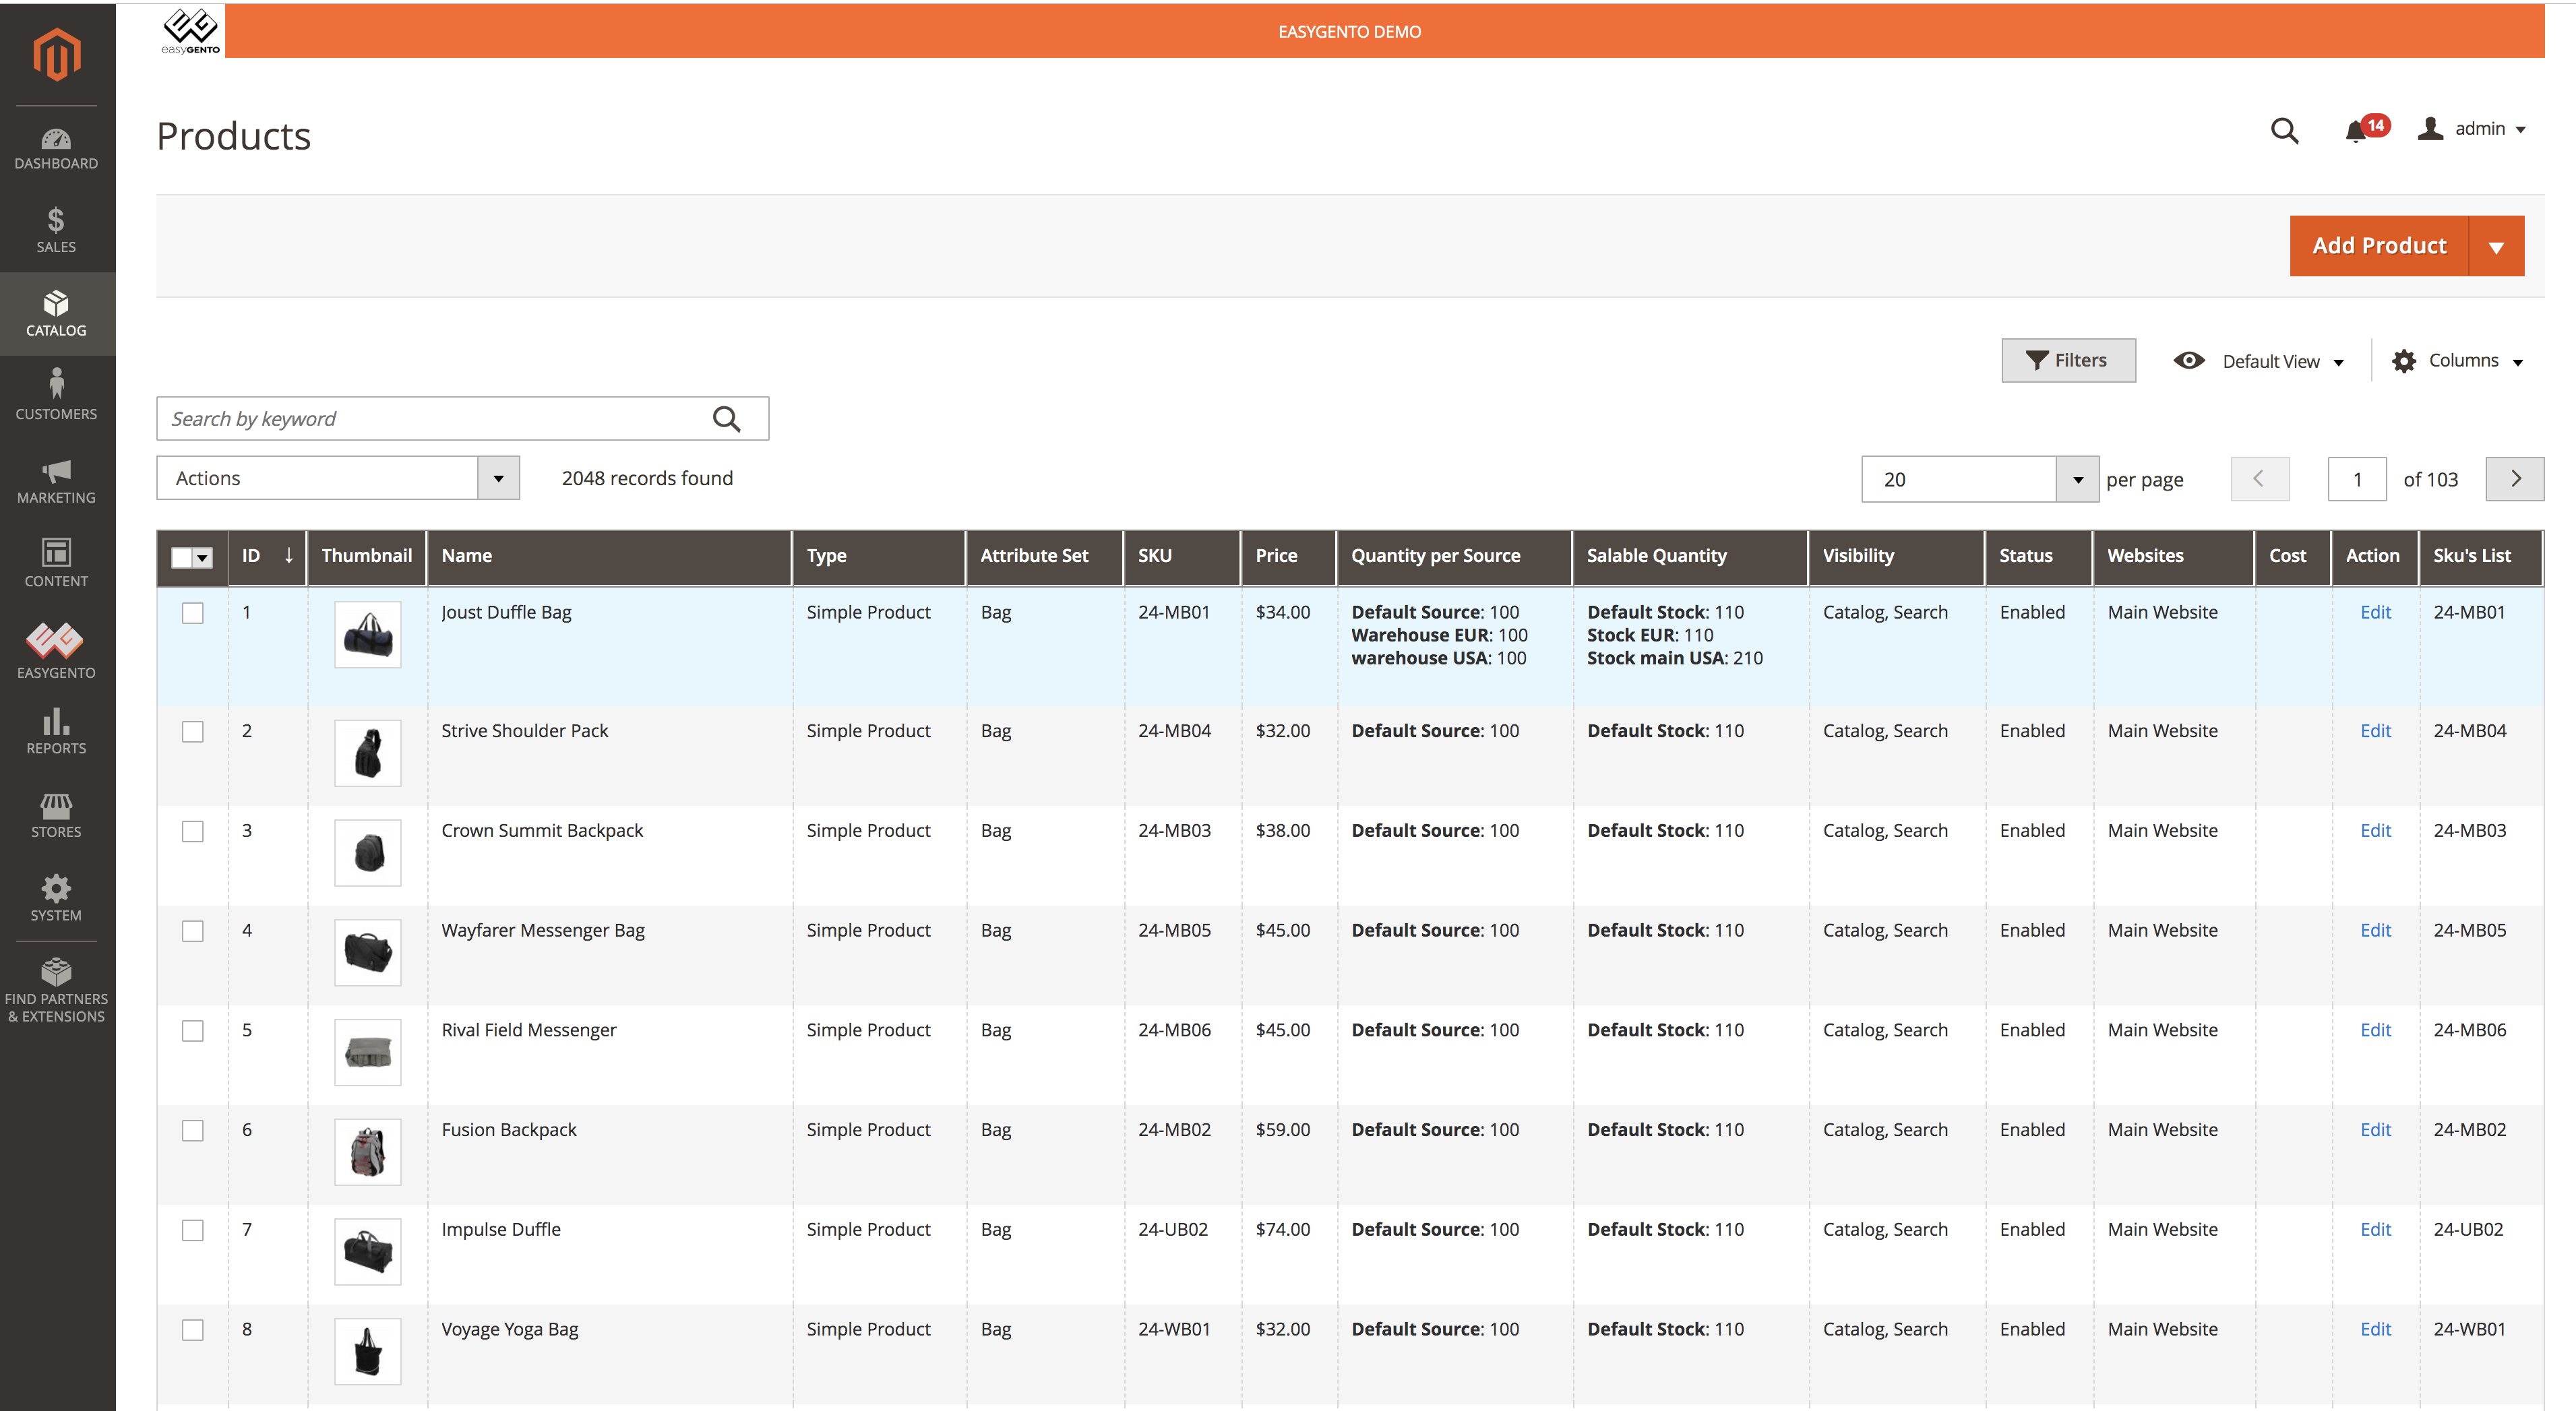 easyGENTO
EASYGENTO DEMO
Products
14
admin
DASHBOARD
SALES
CATALOG
CUSTOMERS
MARKETING
CONTENT
EASYGENTO
REPORTS
STORES
SYSTEM
FIND PARTNERS
& EXTENSIONS
Add Product
Filters
Default View
Columns
Search by keyword
Actions
2048 records found
20
per page
1
of 103
ID ↓ Thumbnail Name Type Attribute Set SKU Price Quantity per Source Salable Quantity Visibility Status Websites Cost Action Sku's List
1 Joust Duffle Bag Simple Product Bag 24-MB01 $34.00 Default Source: 100 Default Stock: 110 Catalog, Search Enabled Main Website Edit 24-MB01
Warehouse EUR: 100 Stock EUR: 110
warehouse USA: 100 Stock main USA: 210
2 Strive Shoulder Pack Simple Product Bag 24-MB04 $32.00 Default Source: 100 Default Stock: 110 Catalog, Search Enabled Main Website Edit 24-MB04
3 Crown Summit Backpack Simple Product Bag 24-MB03 $38.00 Default Source: 100 Default Stock: 110 Catalog, Search Enabled Main Website Edit 24-MB03
4 Wayfarer Messenger Bag Simple Product Bag 24-MB05 $45.00 Default Source: 100 Default Stock: 110 Catalog, Search Enabled Main Website Edit 24-MB05
5 Rival Field Messenger Simple Product Bag 24-MB06 $45.00 Default Source: 100 Default Stock: 110 Catalog, Search Enabled Main Website Edit 24-MB06
6 Fusion Backpack Simple Product Bag 24-MB02 $59.00 Default Source: 100 Default Stock: 110 Catalog, Search Enabled Main Website Edit 24-MB02
7 Impulse Duffle Simple Product Bag 24-UB02 $74.00 Default Source: 100 Default Stock: 110 Catalog, Search Enabled Main Website Edit 24-UB02
8 Voyage Yoga Bag Simple Product Bag 24-WB01 $32.00 Default Source: 100 Default Stock: 110 Catalog, Search Enabled Main Website Edit 24-WB01